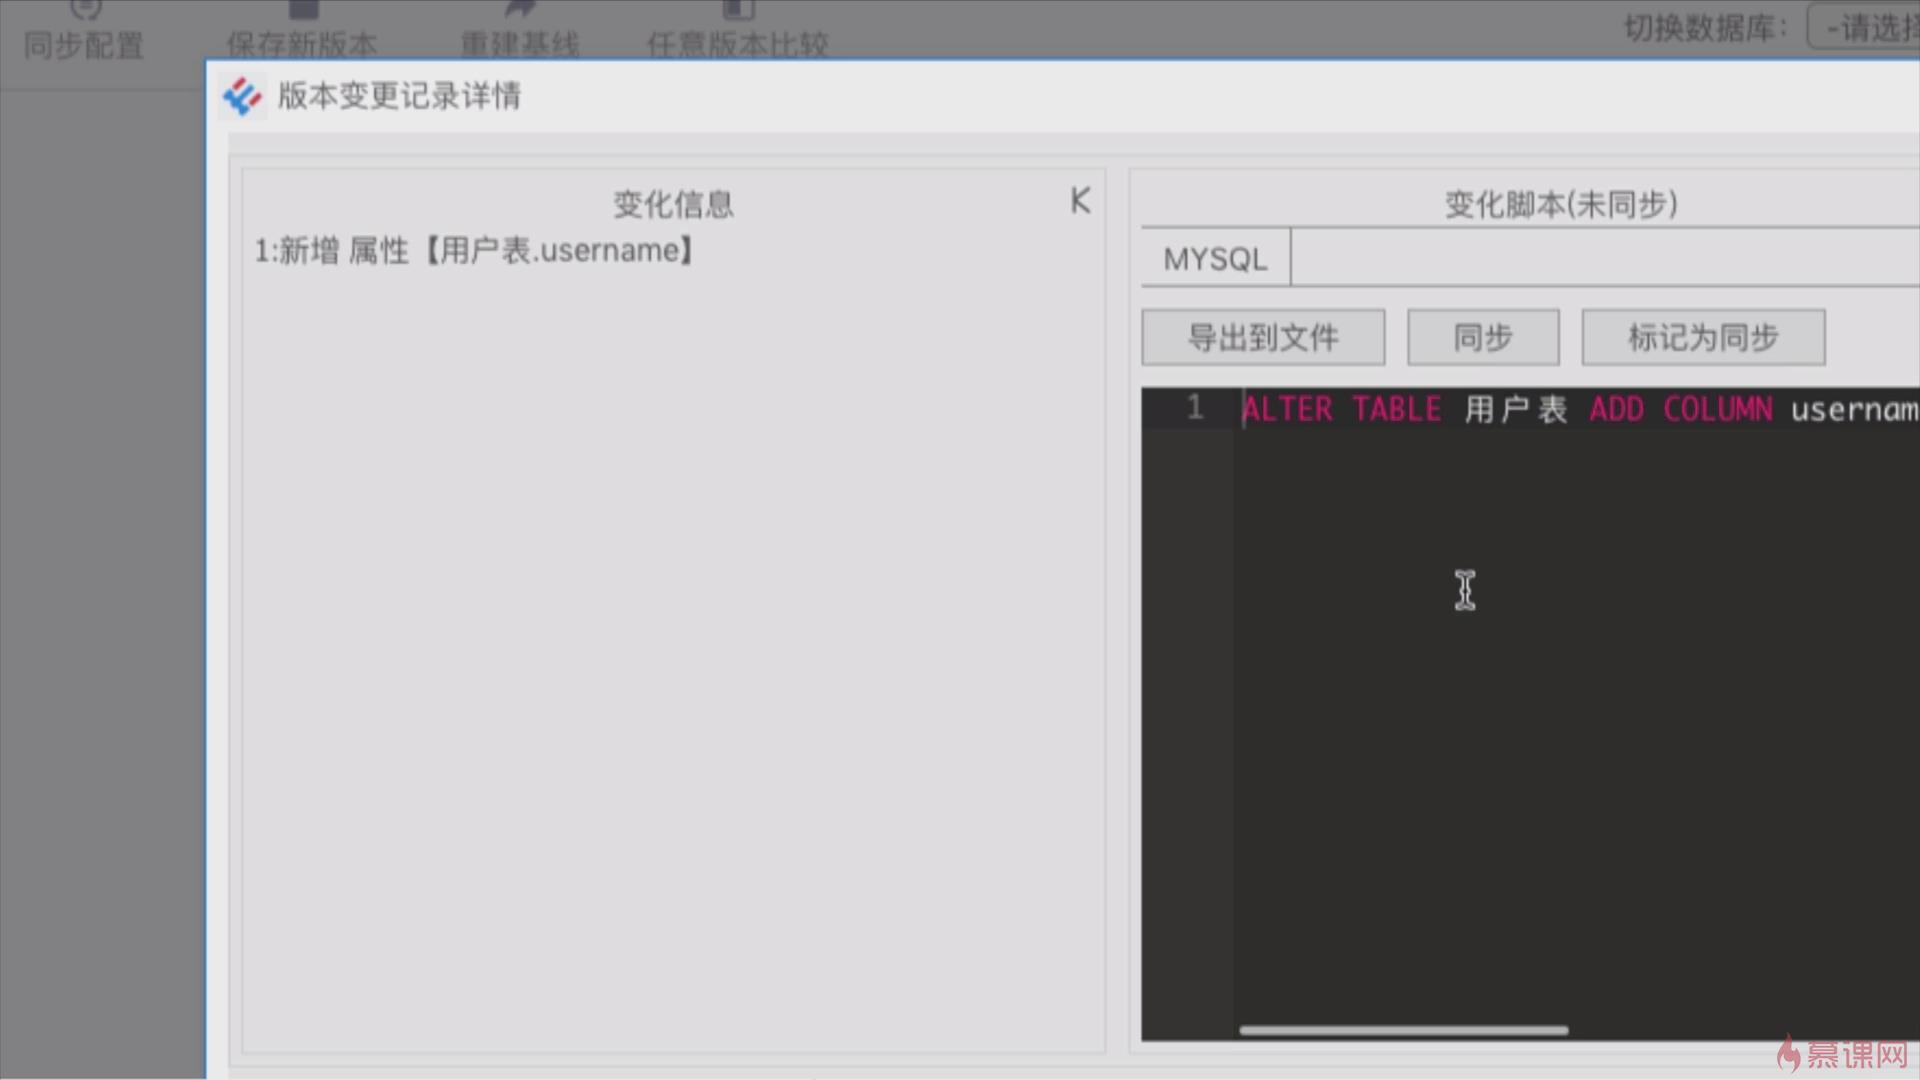 同步配置
保存新版本
重建基线
任意版本比较
切换数据库:
-请选择
版本变更记录详情
变化信息
1:新增 属性【用户表.username】
变化脚本(未同步)
MYSQL
导出到文件
同步
标记为同步
1
ALTER TABLE 用户表 ADD COLUMN usernam
慕课网